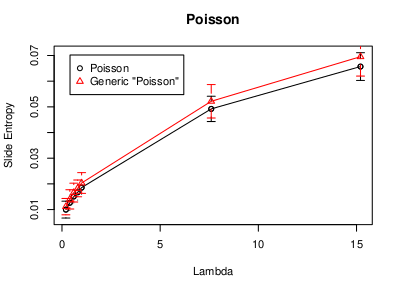 Poisson
Poisson
Generic "Poisson"
Slide Entropy
0.07
0.05
0.03
0.01
0 5 10 15
Lambda